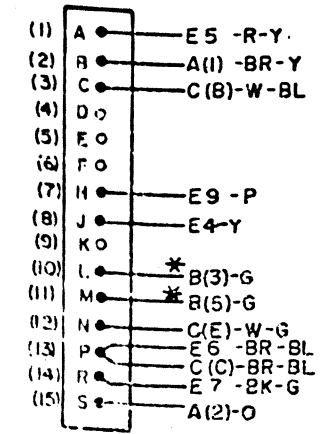 (1) A E5 -R-Y.
(2) B A(1) -BR-Y
(3) C C(B)-W-BL
(4) D
(5) E
(6) F
(7) H E9 -P
(8) J E4-Y
(9) K
(10) L * B(3)-G
(11) M * B(5)-G
(12) N C(E)-W-G
(13) P E6 -BR-BL
C(C)-BR-BL
(14) R E7 -BK-G
(15) S A(2)-O